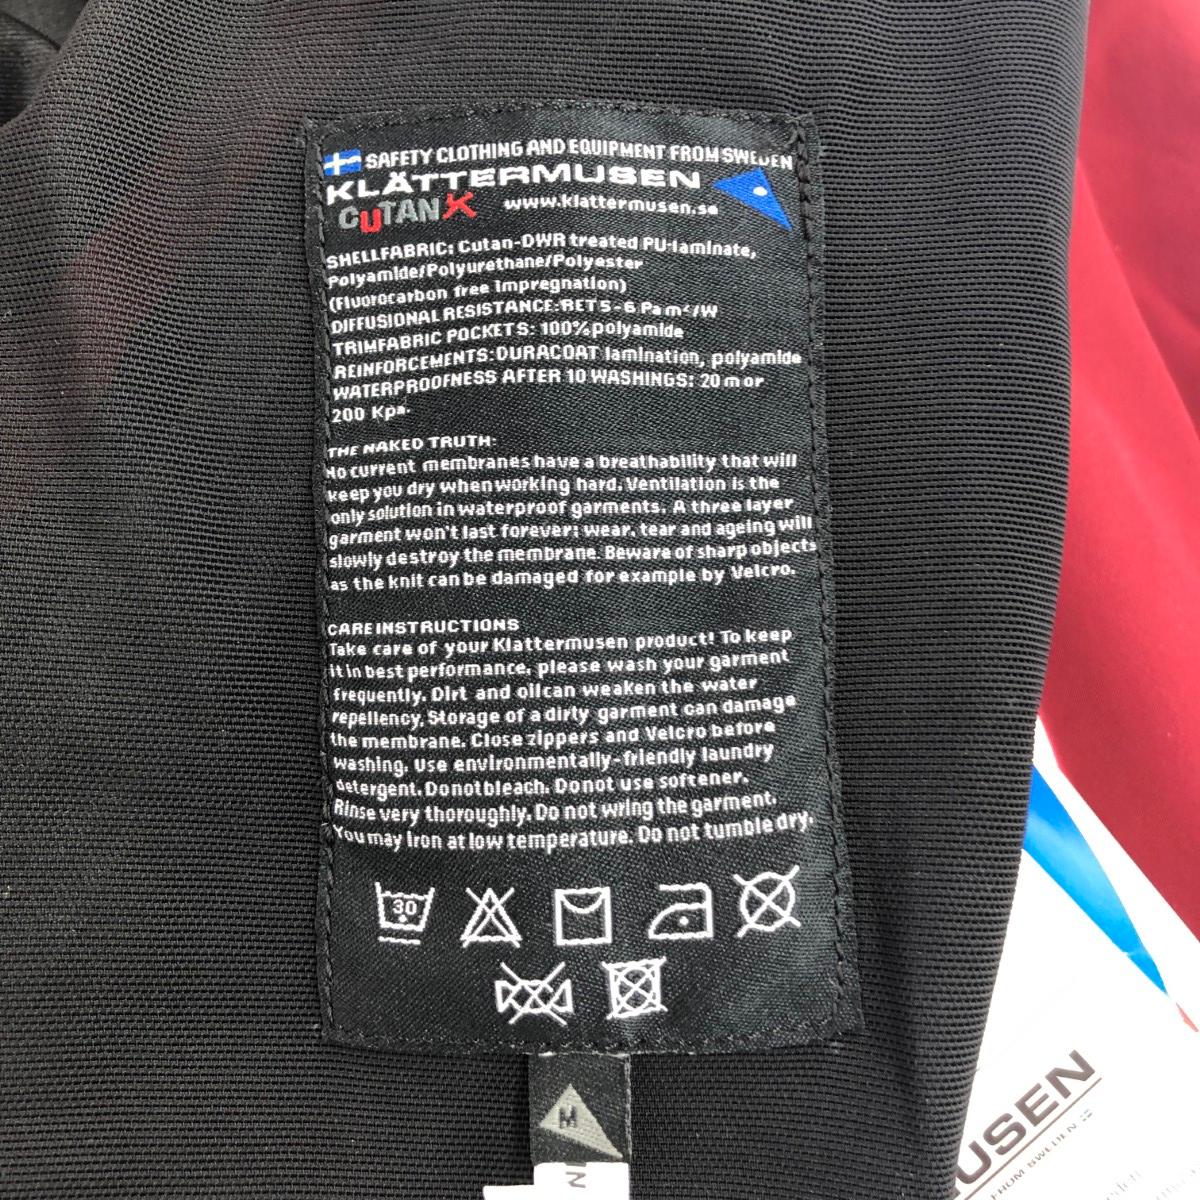 SAFETY CLOTHING AND EQUIPMENT FROM SWEDEN
KLÄTTERMUSEN
CUTAN X www.klattermusen.se
SHELLFABRIC: Cutan-DWR treated PU-laminate,
Polyamide/Polyurethane/Polyester
(Fluorocarbon free impregnation)
DIFFUSIONAL RESISTANCE: RET 5-6 Pa m²/W
TRIMFABRIC POCKETS: 100% polyamide
REINFORCEMENTS: DURACOAT lamination, polyamide
WATERPROOFNESS AFTER 10 WASHINGS: 20 m or
200 Kpa.
THE NAKED TRUTH:
No current membranes have a breathability that will
keep you dry when working hard. Ventilation is the
only solution in waterproof garments. A three layer
garment won't last forever: wear, tear and ageing will
slowly destroy the membrane. Beware of sharp objects
as the knit can be damaged for example by Velcro.
CARE INSTRUCTIONS
Take care of your Klattermusen product! To keep
it in best performance, please wash your garment
frequently. Dirt and oil can weaken the water
repellency. Storage of a dirty garment can damage
the membrane. Close zippers and Velcro before
washing. Use environmentally-friendly laundry
detergent. Do not bleach. Do not use softener.
Rinse very thoroughly. Do not wring the garment.
You may Iron at low temperature. Do not tumble dry.
30
M
MUSEN
FROM SWEDEN